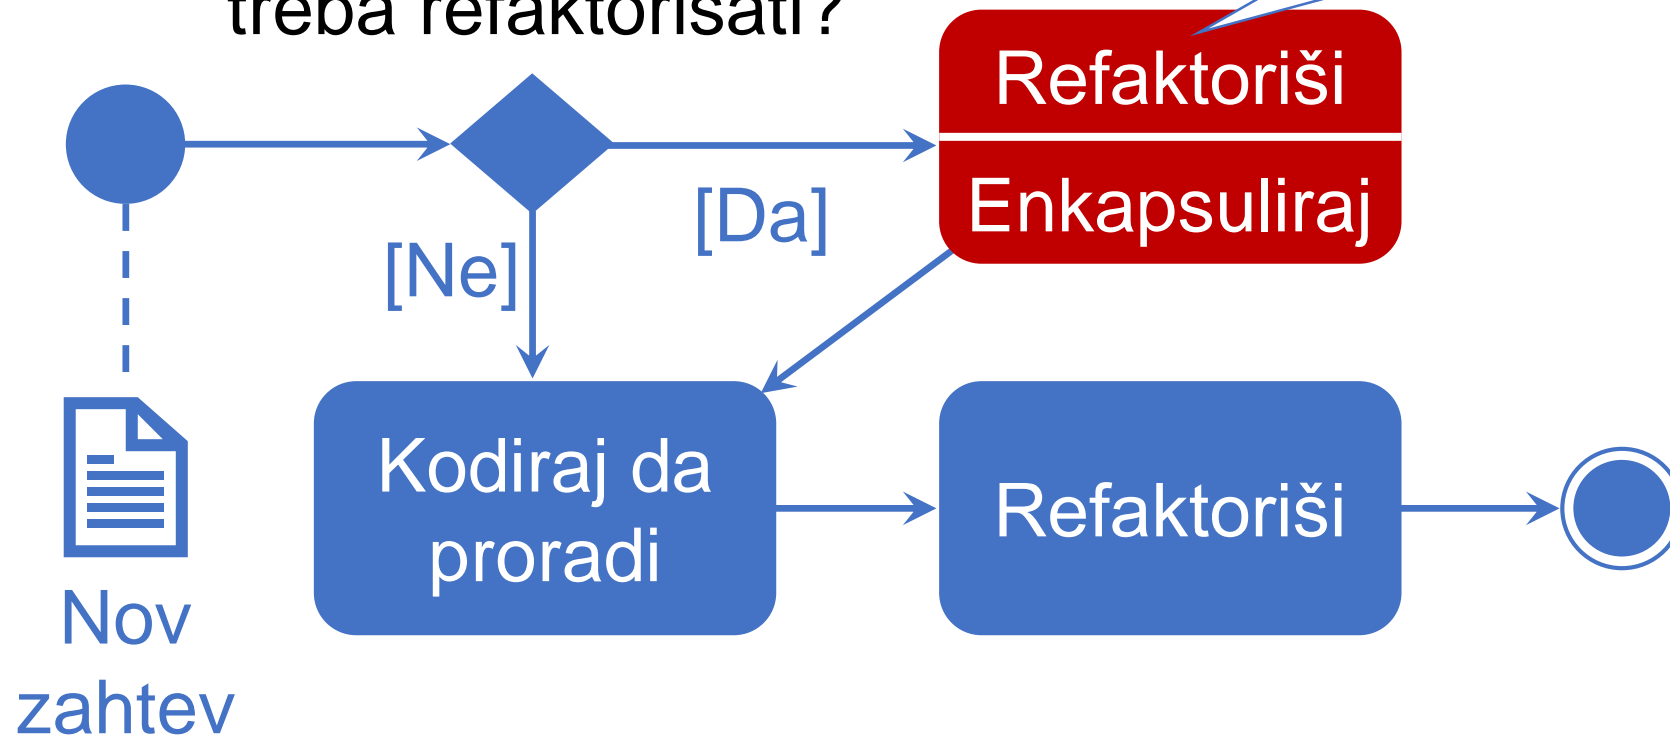 treba refaktorisati?
Refaktoriši
Enkapsuliraj
[Da]
[Ne]
Kodiraj da
proradi
Refaktoriši
Nov
zahtev